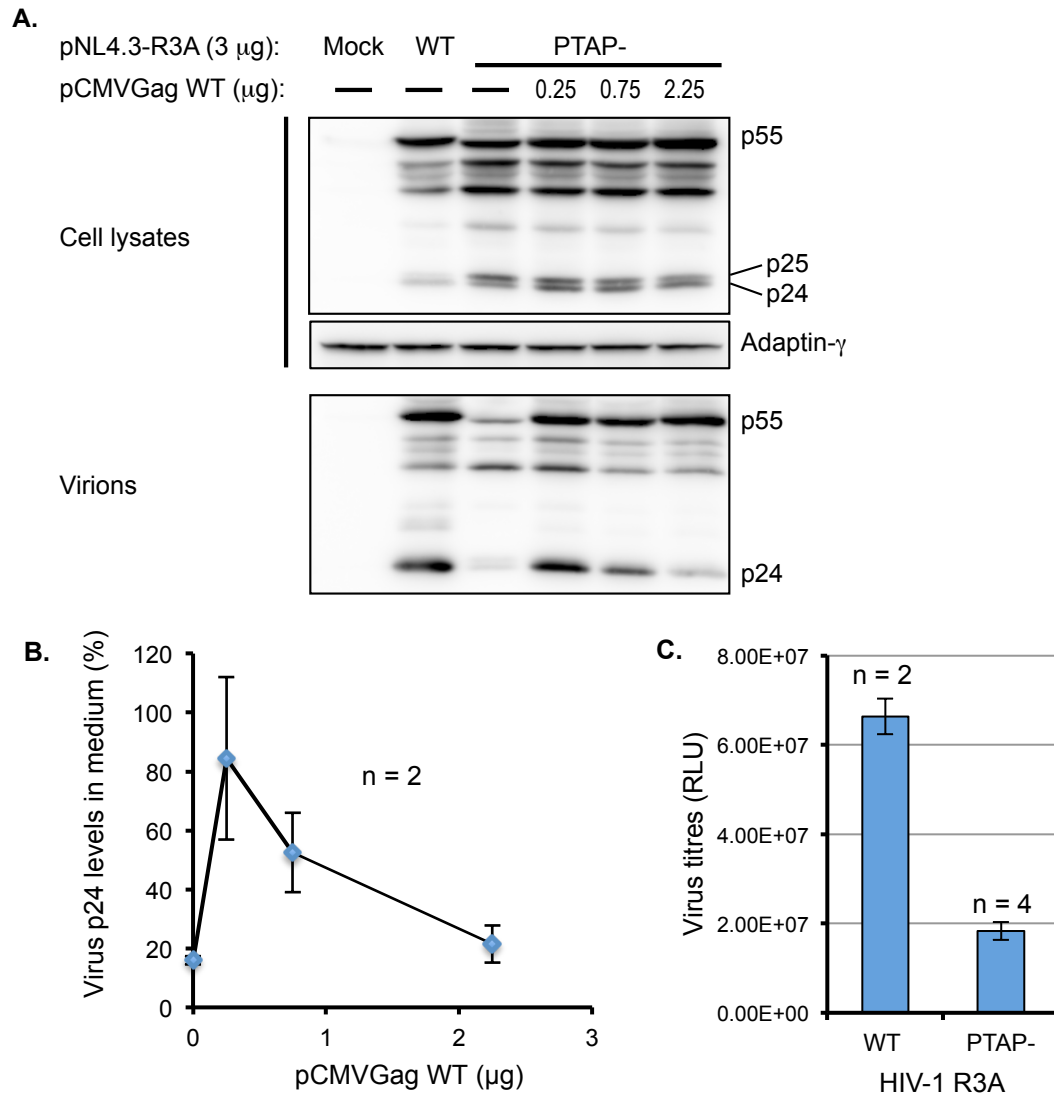 A.
pNL4.3-R3A (3 μg): Mock WT PTAP-
pCMVGag WT (μg): — — — 0.25 0.75 2.25
p55
Cell lysates
p25
p24
Adaptin-γ
p55
Virions
p24
B.
Virus p24 levels in medium (%)
120
100
80
60
40
20
0
n = 2
0 1 2 3
pCMVGag WT (μg)
C.
Virus titres (RLU)
8.00E+07
6.00E+07
4.00E+07
2.00E+07
0.00E+00
n = 2
n = 4
WT PTAP-
HIV-1 R3A